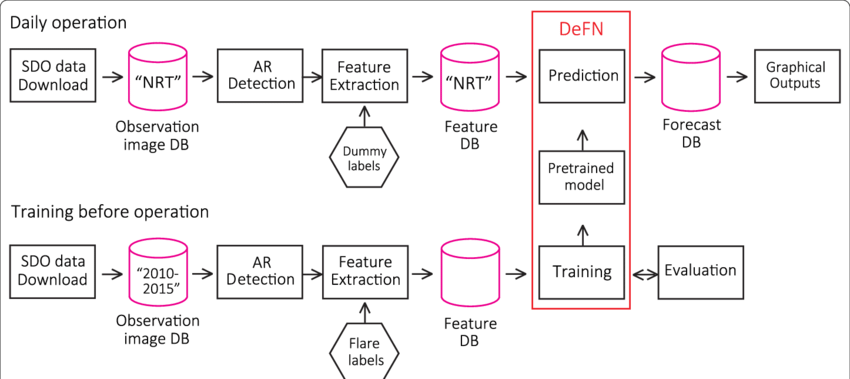 Daily operation
DeFN
SDO data
Download
“NRT”
AR
Detection
Feature
Extraction
“NRT”
Prediction
Graphical
Outputs
Observation
image DB
Dummy
labels
Feature
DB
Forecast
DB
Pretrained
model
Training before operation
SDO data
Download
“2010-
2015”
AR
Detection
Feature
Extraction
Training
Evaluation
Observation
image DB
Flare
labels
Feature
DB